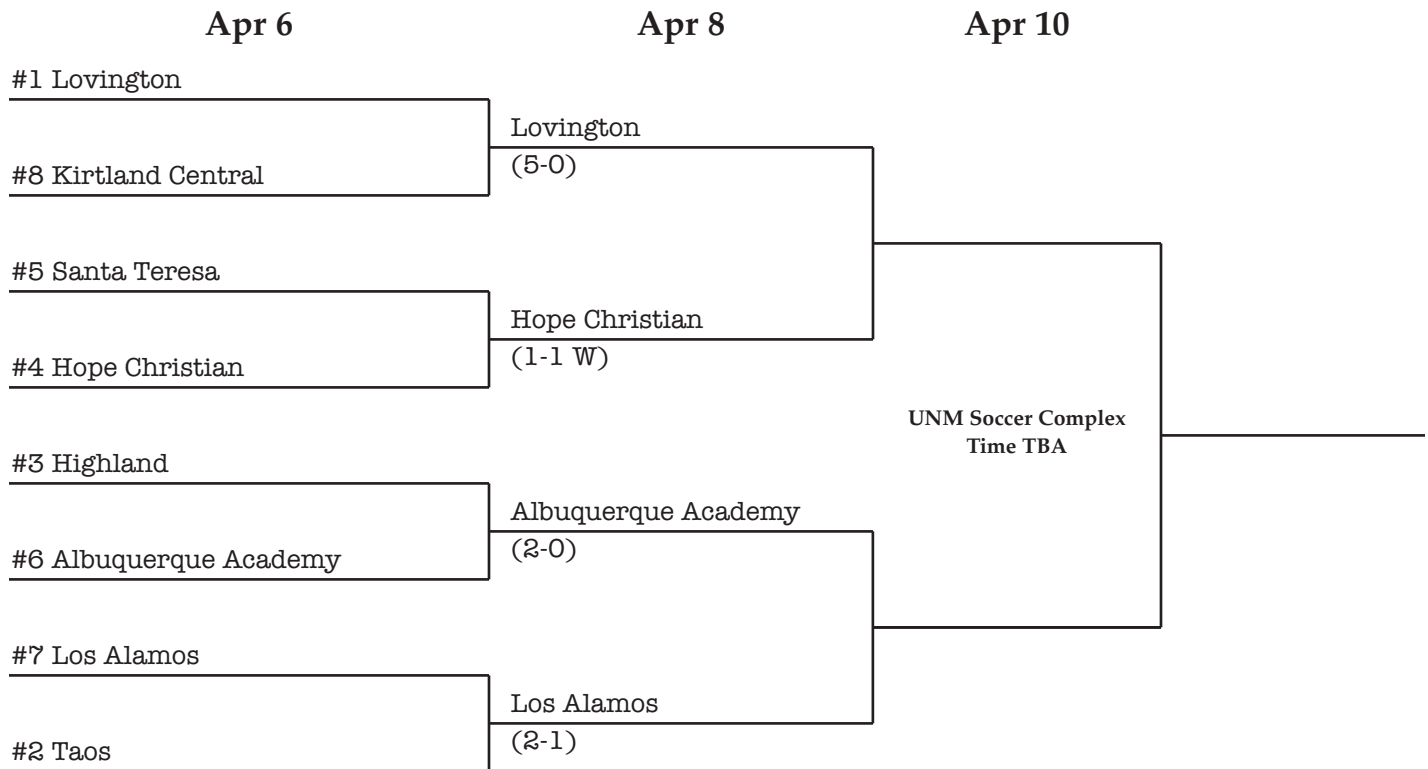 Apr 6
Apr 8
Apr 10
#1 Lovington
#8 Kirtland Central
#5 Santa Teresa
#4 Hope Christian
#3 Highland
#6 Albuquerque Academy
#7 Los Alamos
#2 Taos
Lovington
(5-0)
Hope Christian
(1-1 W)
Albuquerque Academy
(2-0)
Los Alamos
(2-1)
UNM Soccer Complex
Time TBA